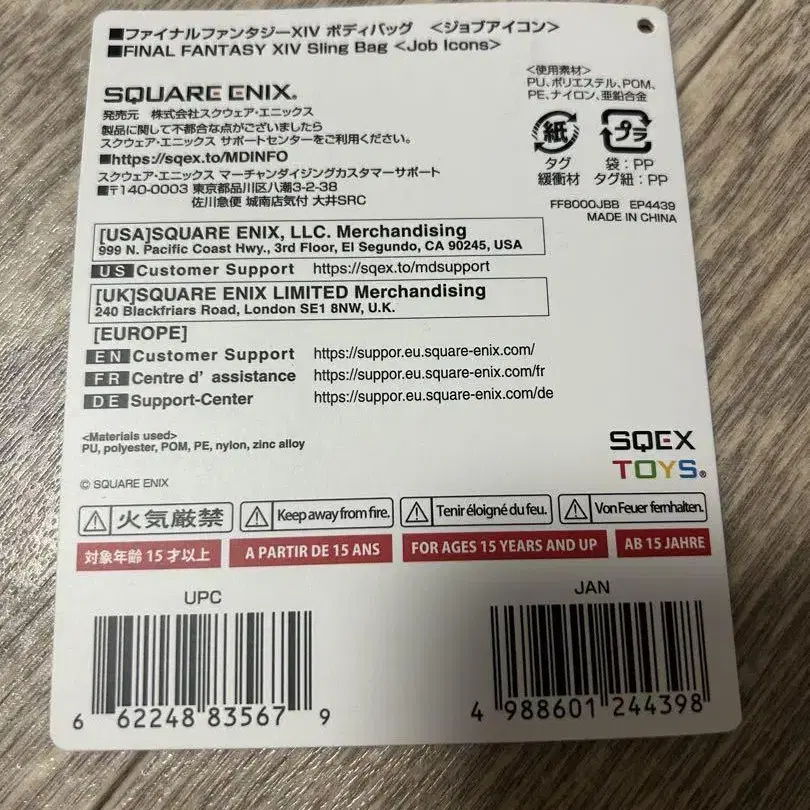 ■ファイナルファンタジーXIV ボディバッグ <ジョブアイコン>
■FINAL FANTASY XIV Sling Bag <Job Icons>
SQUARE ENIX.
発売元 株式会社スクウェア・エニックス
製品に関して不都合な点がございましたら
スクウェア・エニックス サポートセンターをご利用ください。
■https://sqex.to/MDINFO
スクウェア・エニックス マーチャンダイジングカスタマーサポート
■〒140-0003 東京都品川区八潮3-2-38
佐川急便 城南店気付 大井SRC
<使用素材>
PU、ポリエステル、POM、
PE、ナイロン、亜鉛合金
紙 プラ
タグ 袋:PP
緩衝材 タグ紐:PP
FF8000JBB EP4439
MADE IN CHINA
[USA]SQUARE ENIX, LLC. Merchandising
999 N. Pacific Coast Hwy., 3rd Floor, El Segundo, CA 90245, USA
US Customer Support https://sqex.to/mdsupport
[UK]SQUARE ENIX LIMITED Merchandising
240 Blackfriars Road, London SE1 8NW, U.K.
[EUROPE]
EN Customer Support https://suppor.eu.square-enix.com/
FR Centre d' assistance https://suppor.eu.square-enix.com/fr
DE Support-Center https://suppor.eu.square-enix.com/de
<Materials used>
PU, polyester, POM, PE, nylon, zinc alloy
© SQUARE ENIX
SQEX
TOYS®
火気厳禁 Keep away from fire. Tenir éloigné du feu. Von Feuer fernhalten.
対象年齢15才以上 A PARTIR DE 15 ANS FOR AGES 15 YEARS AND UP AB 15 JAHRE
UPC JAN
6 62248 83567 9
4 988601 244398